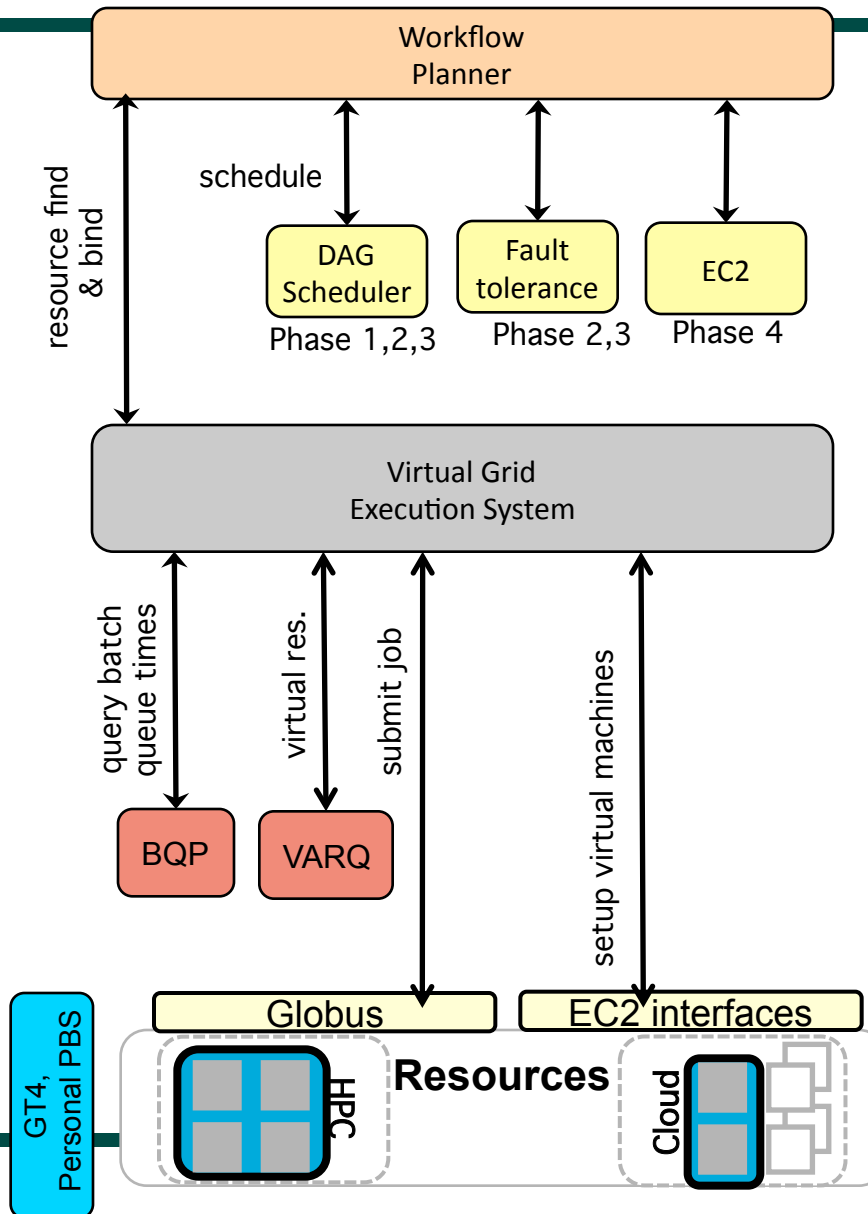 Workflow
Planner
resource find
& bind
schedule
DAG
Scheduler
Fault
tolerance
EC2
Phase 1,2,3
Phase 2,3
Phase 4
Virtual Grid
Execution System
query batch
queue times
virtual res.
submit job
setup virtual machines
BQP
VARQ
GT4,
Personal PBS
Globus
EC2 interfaces
HPC
Resources
Cloud